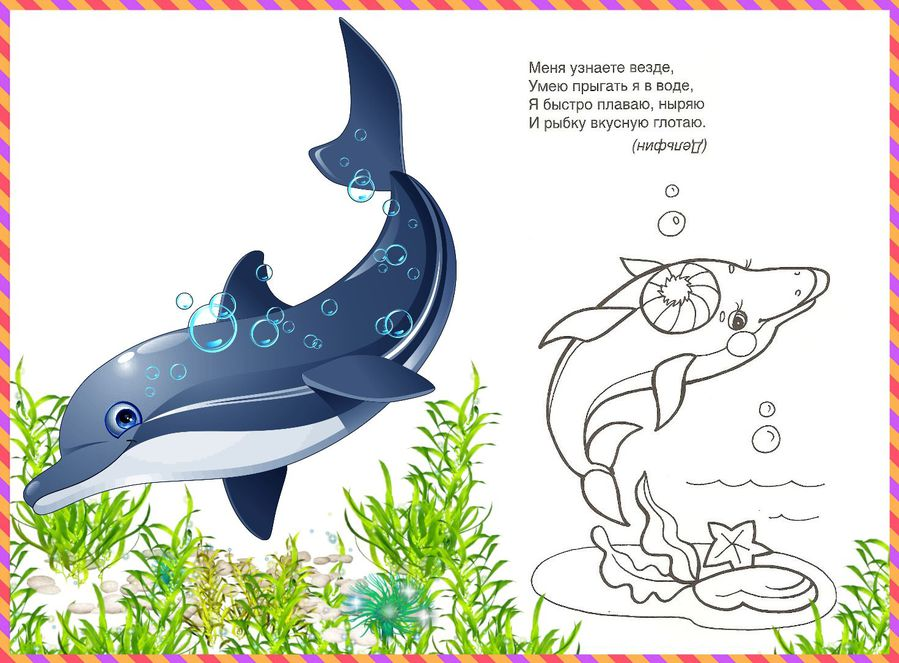 Меня узнаете везде,
Умею прыгать я в воде,
Я быстро плаваю, ныряю
И рыбку вкусную глотаю.
(Дельфин)